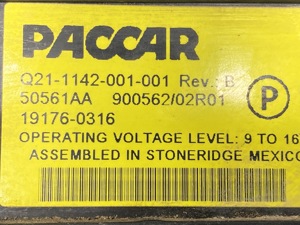 PACCAR
Q21-1142-001-001 Rev.: B
50561AA 900562/02R01
P
19176-0316
OPERATING VOLTAGE LEVEL: 9 TO 16
ASSEMBLED IN STONERIDGE MEXICO